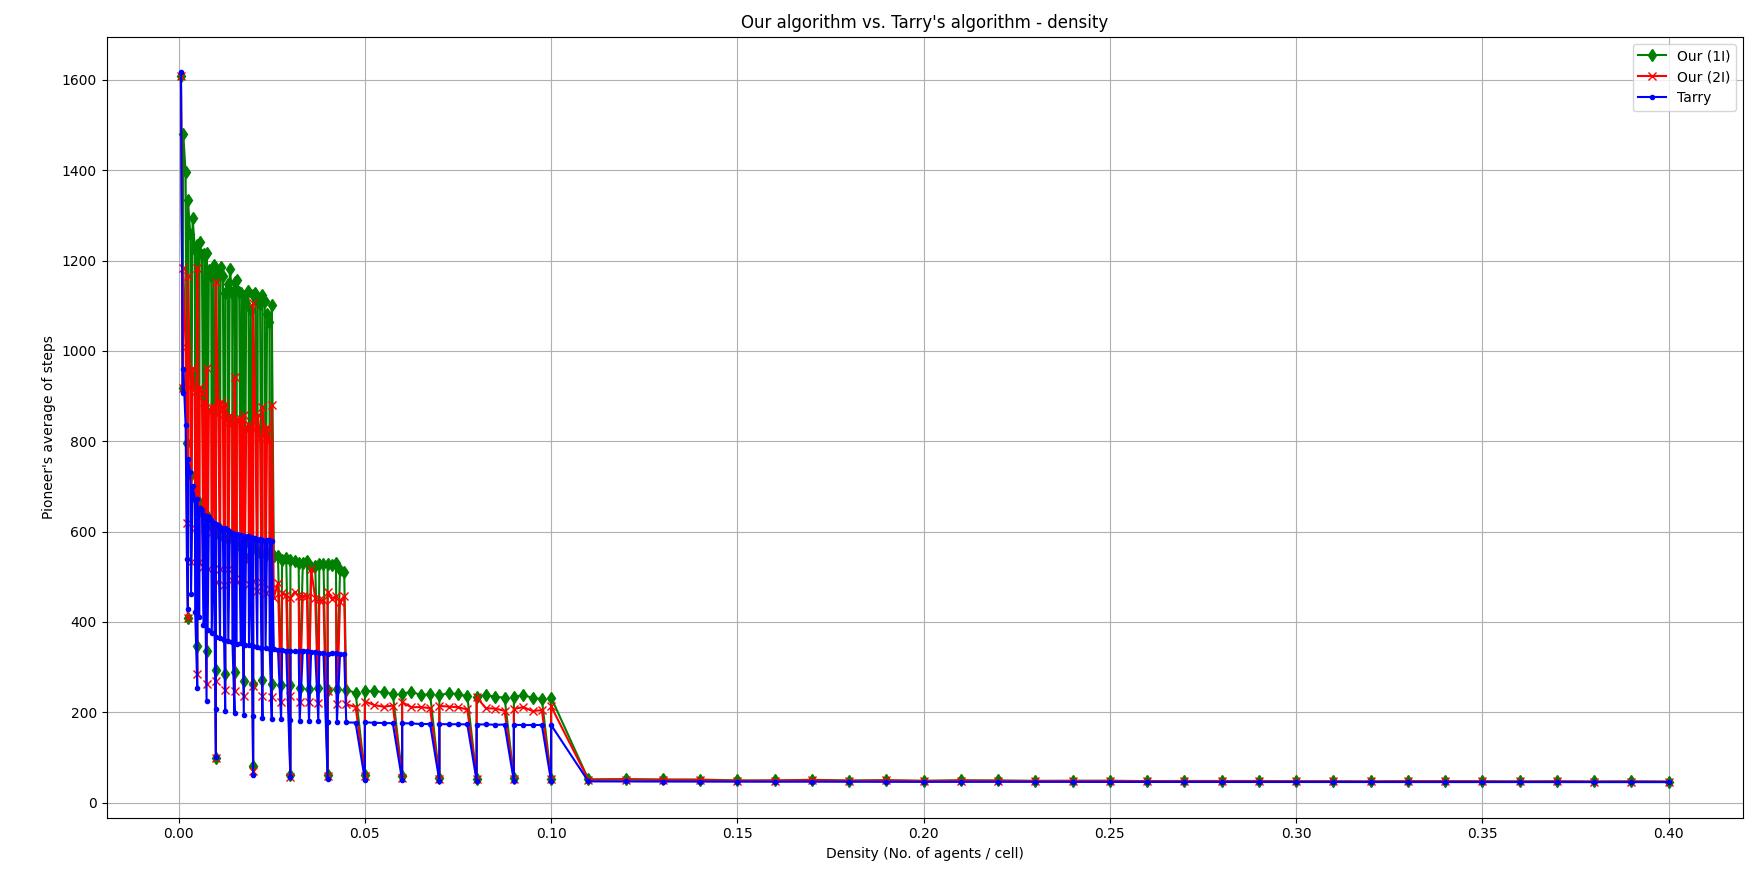 Our algorithm vs. Tarry's algorithm - density
Our (1I)
Our (2I)
Tarry
1600
1400
1200
1000
800
600
400
200
0
Pioneer's average of steps
0.00 0.05 0.10 0.15 0.20 0.25 0.30 0.35 0.40
Density (No. of agents / cell)